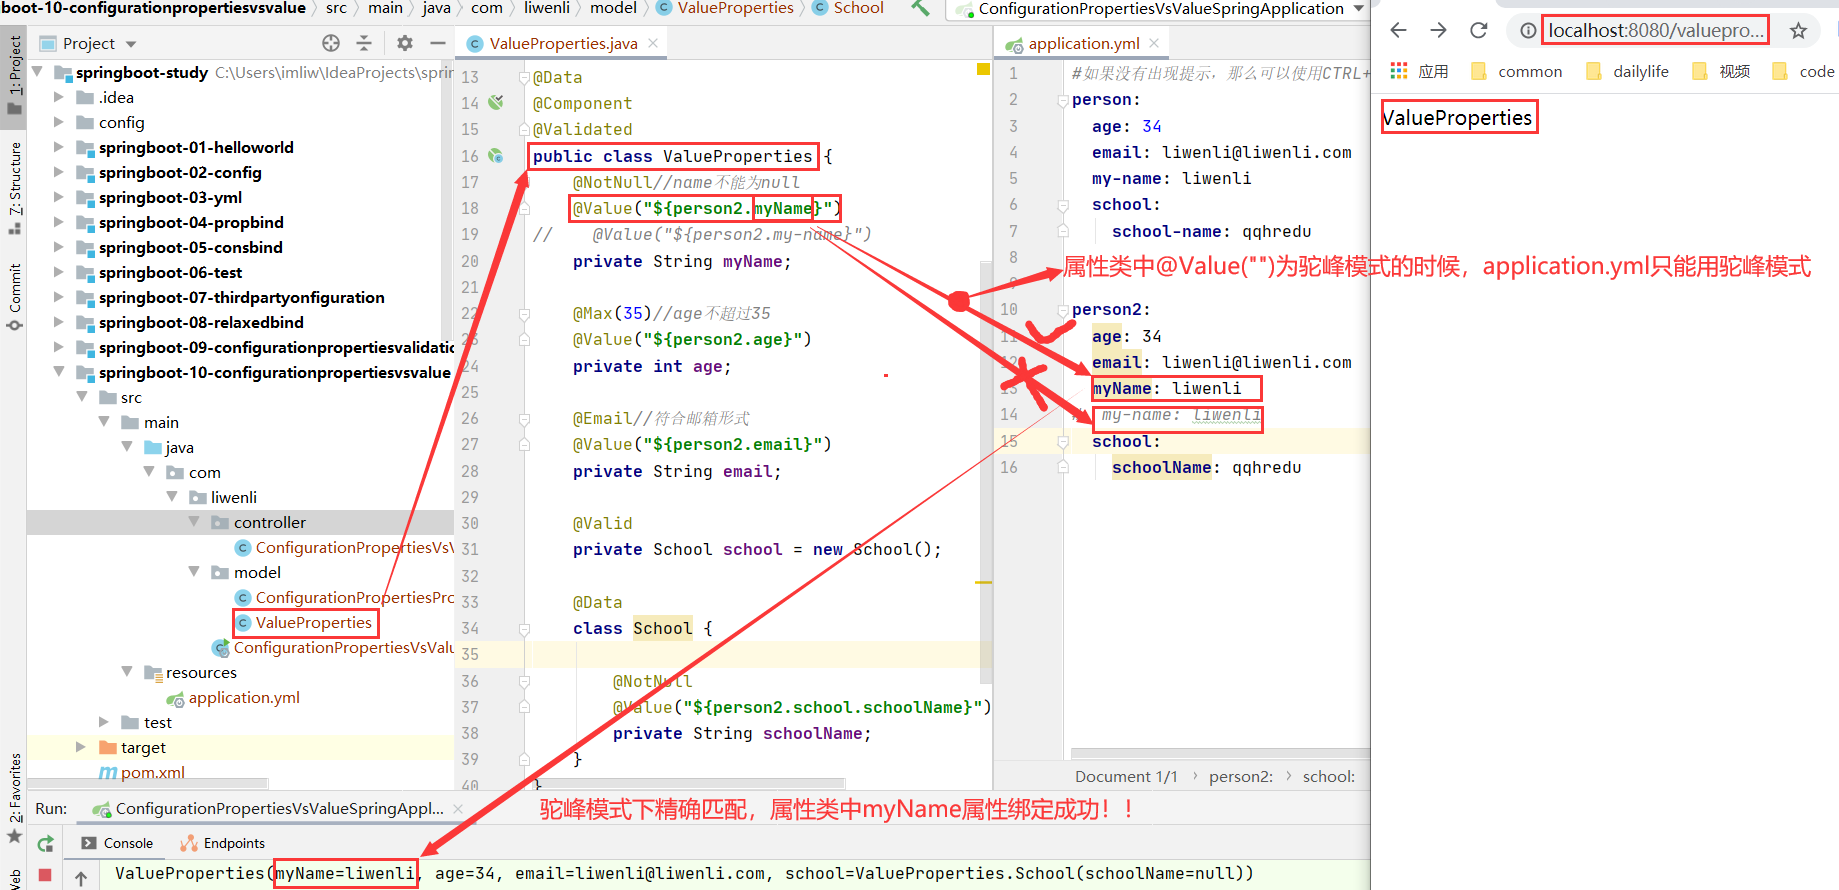 boot-10-configurationpropertiesvsvalue › src › main › java › com › liwenli › model › ValueProperties › School
ConfigurationPropertiesVsValueSpringApplication
1: Project
7: Structure
Commit
2: Favorites
Project
springboot-study C:\Users\imliw\IdeaProjects\sprin
.idea
config
springboot-01-helloworld
springboot-02-config
springboot-03-yml
springboot-04-propbind
springboot-05-consbind
springboot-06-test
springboot-07-thirdpartyonfiguration
springboot-08-relaxedbind
springboot-09-configurationpropertiesvalidatio
springboot-10-configurationpropertiesvsvalue
src
main
java
com
liwenli
controller
ConfigurationPropertiesVsV
model
ConfigurationPropertiesPro
ValueProperties
ConfigurationPropertiesVsValu
resources
application.yml
test
target
pom.xml
ValueProperties.java
13 @Data
14 @Component
15 @Validated
16 public class ValueProperties {
17 @NotNull//name不能为null
18 @Value("${person2.myName}")
19 // @Value("${person2.my-name}")
20 private String myName;
21
22 @Max(35)//age不超过35
23 @Value("${person2.age}")
24 private int age;
25
26 @Email//符合邮箱形式
27 @Value("${person2.email}")
28 private String email;
29
30 @Valid
31 private School school = new School();
32
33 @Data
34 class School {
35
36 @NotNull
37 @Value("${person2.school.schoolName}")
38 private String schoolName;
39 }
40 }
application.yml
1 #如果没有出现提示，那么可以使用CTRL+
2 person:
3 age: 34
4 email: liwenli@liwenli.com
5 my-name: liwenli
6 school:
7 school-name: qqhredu
8
属性类中@Value("")为驼峰模式的时候，application.yml只能用驼峰模式
10 person2:
11 age: 34
12 email: liwenli@liwenli.com
13 myName: liwenli
14 # my-name: liwenli
15 school:
16 schoolName: qqhredu
Document 1/1 › person2: › school:
localhost:8080/valuepro...
应用 common dailylife 视频 code
ValueProperties
Run: ConfigurationPropertiesVsValueSpringAppl...
驼峰模式下精确匹配，属性类中myName属性绑定成功！！
Console Endpoints
ValueProperties(myName=liwenli, age=34, email=liwenli@liwenli.com, school=ValueProperties.School(schoolName=null))